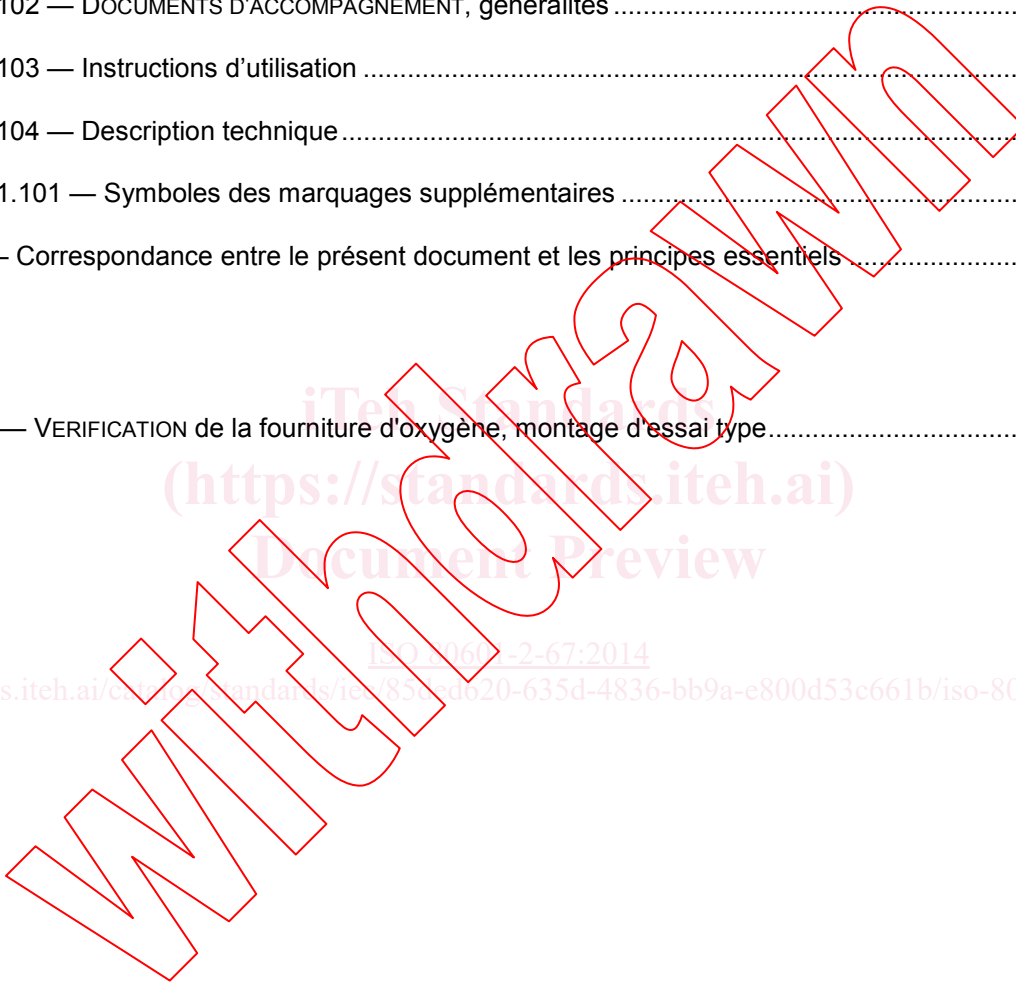 102 — DOCUMENTS D'ACCOMPAGNEMENT, généralités
103 — Instructions d'utilisation
104 — Description technique
1.101 — Symboles des marquages supplémentaires
– Correspondance entre le présent document et les principes essentiels
iTeh Standards
— VERIFICATION de la fourniture d'oxygène, montage d'essai type
(https://standards.iteh.ai)
Document Preview
ISO 80601-2-67:2014
s.iteh.ai/catalog/standards/iec/85ded620-635d-4836-bb9a-e800d53c661b/iso-80
withdrawn